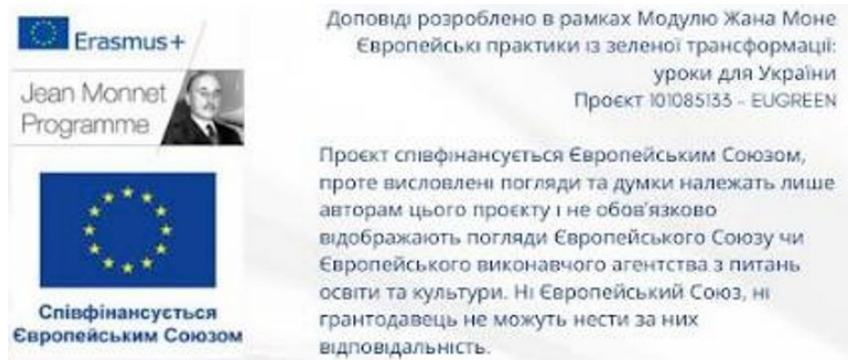 Erasmus+
Jean Monnet
Programme
Співфінансується
Європейським Союзом
Доповіді розроблено в рамках Модулю Жана Моне
Європейські практики із зеленої трансформації:
уроки для України
Проєкт 101085133 – EUGREEN
Проєкт співфінансується Європейським Союзом,
проте висловлені погляди та думки належать лише
авторам цього проєкту і не обов'язково
відображають погляди Європейського Союзу чи
Європейського виконавчого агентства з питань
освіти та культури. Ні Європейський Союз, ні
грантодавець не можуть нести за них
відповідальність.